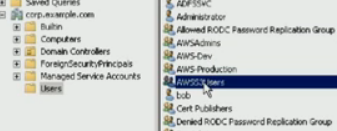 Saved Queries
corp.example.com
Builtin
Computers
Domain Controllers
ForeignSecurityPrincipals
Managed Service Accounts
Users
ADFSSVC
Administrator
Allowed RODC Password Replication Group
AWSAdmins
AWS-Dev
AWS-Production
AWSS3Users
bob
Cert Publishers
Denied RODC Password Replication Group